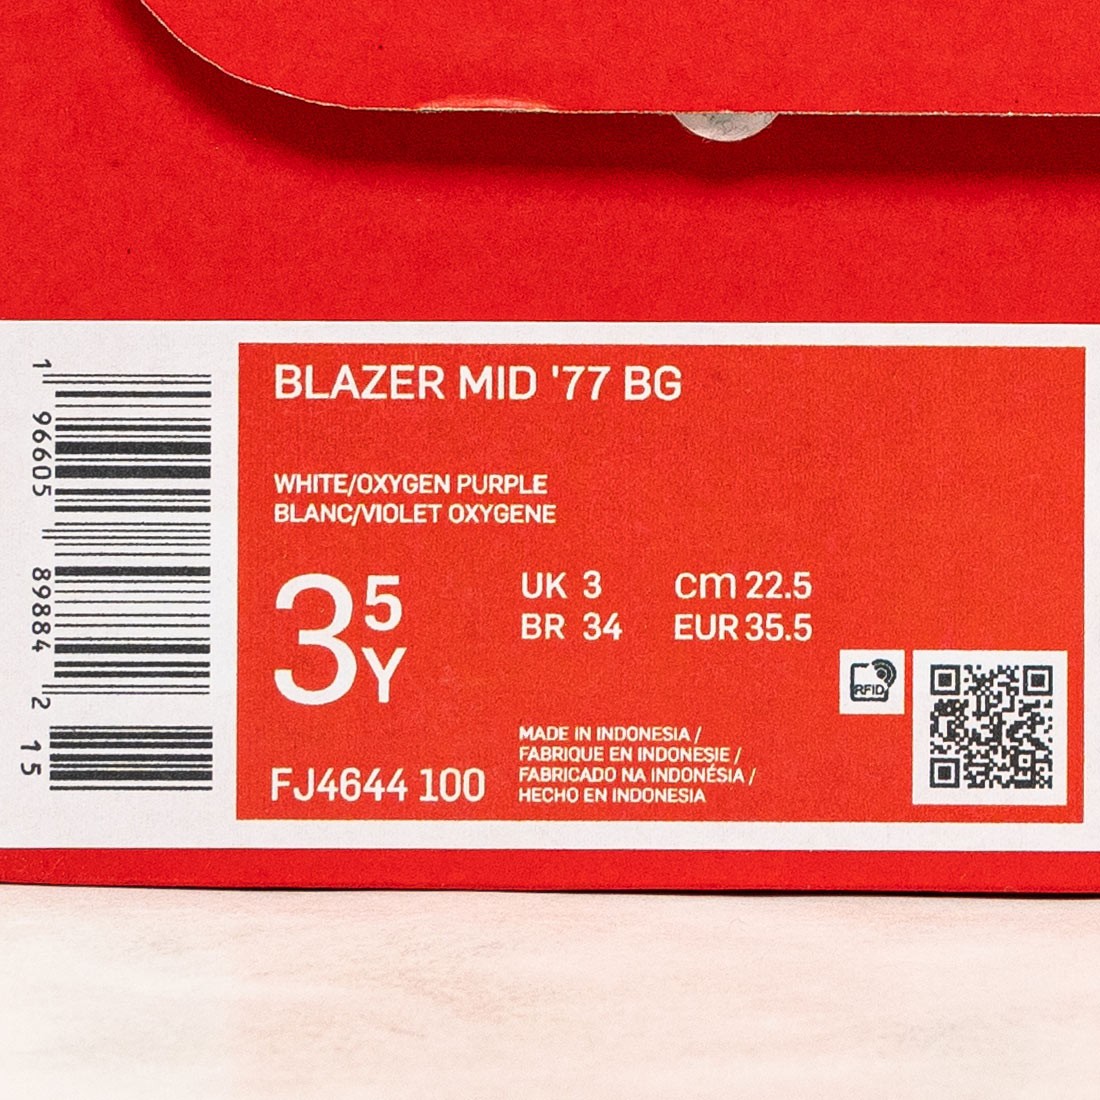 BLAZER MID '77 BG
WHITE/OXYGEN PURPLE
BLANC/VIOLET OXYGENE
3 5Y
UK 3 cm 22.5
BR 34 EUR 35.5
FJ4644 100
MADE IN INDONESIA /
FABRIQUE EN INDONESIE /
FABRICADO NA INDONÉSIA /
HECHO EN INDONESIA
RFID
1 96605 89884 2 15